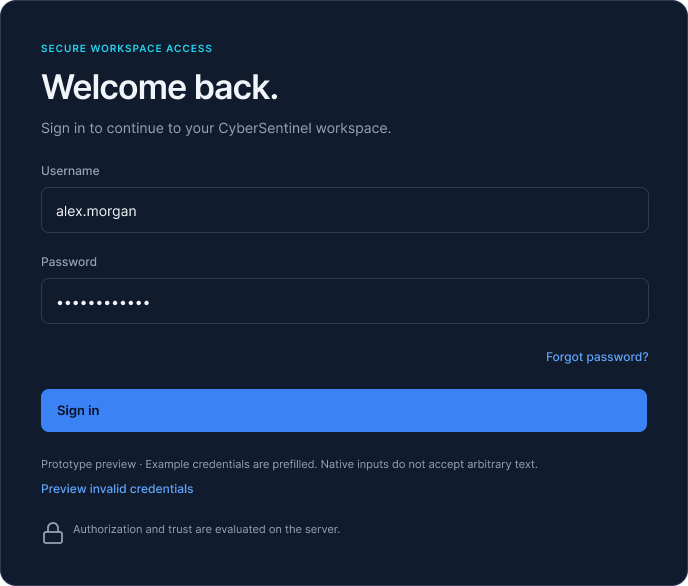 SECURE WORKSPACE ACCESS
Welcome back.
Sign in to continue to your CyberSentinel workspace.
Username
alex.morgan
Password
••••••••••••
Forgot password?
Sign in
Prototype preview · Example credentials are prefilled. Native inputs do not accept arbitrary text.
Preview invalid credentials
Authorization and trust are evaluated on the server.